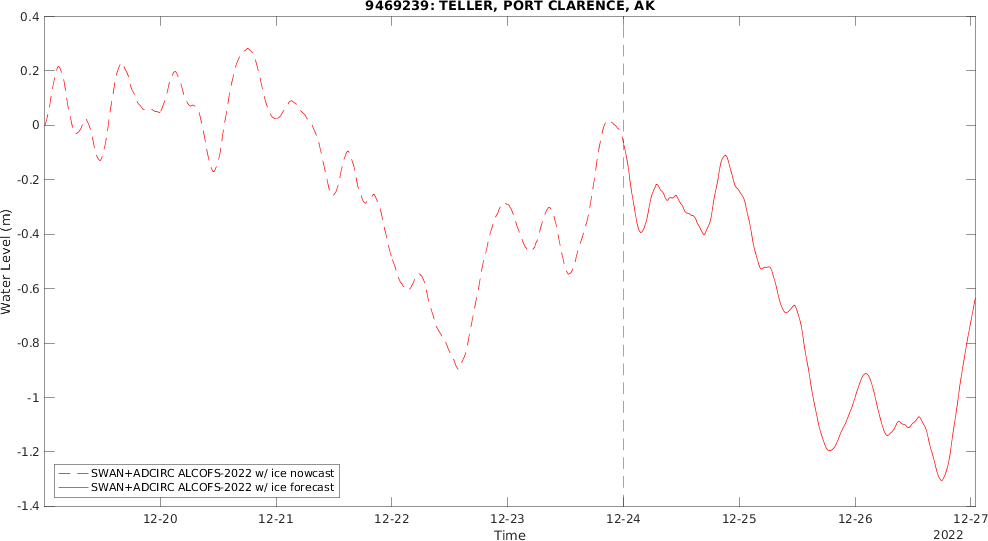 9469239: TELLER, PORT CLARENCE, AK
0.4
0.2
0
-0.2
-0.4
-0.6
-0.8
-1
-1.2
-1.4
Water Level (m)
SWAN+ADCIRC ALCOFS-2022 w/ ice nowcast
SWAN+ADCIRC ALCOFS-2022 w/ ice forecast
12-20 12-21 12-22 12-23 12-24 12-25 12-26 12-27
Time
2022